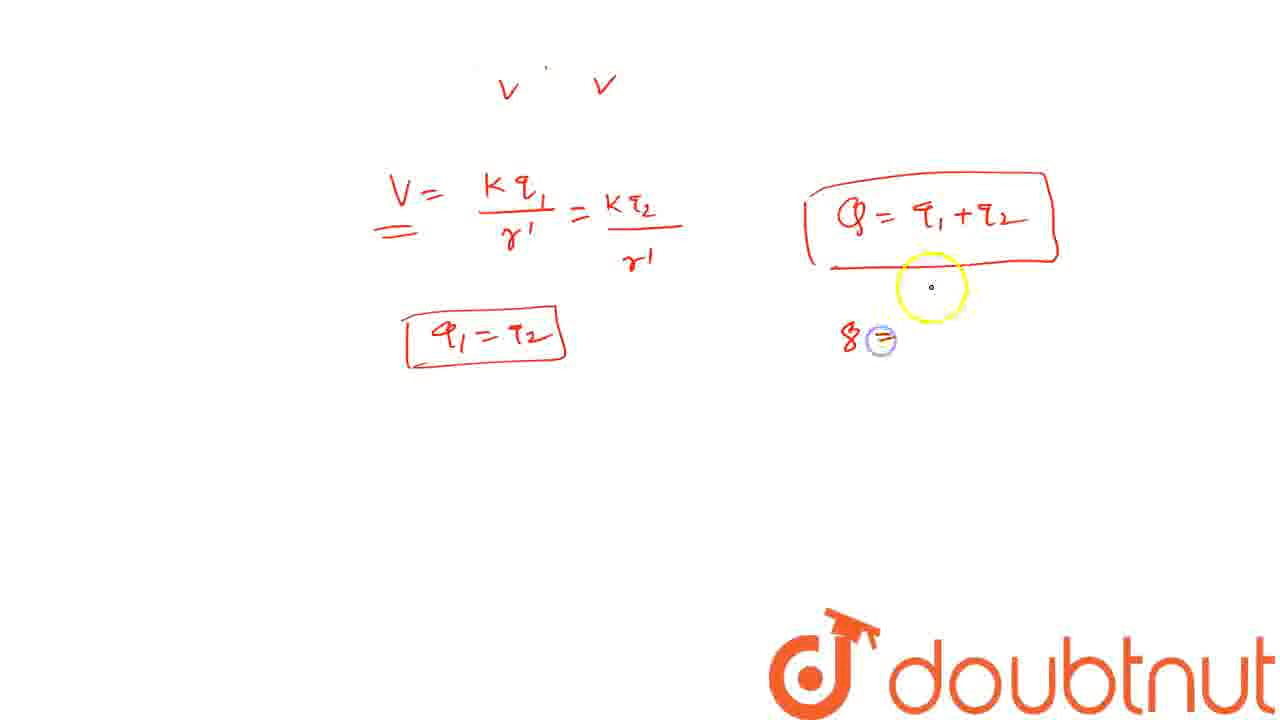 V V
V = Kq₁/r' = Kq₂/r'
Q = q₁ + q₂
q₁ = q₂
8 =
doubtnut